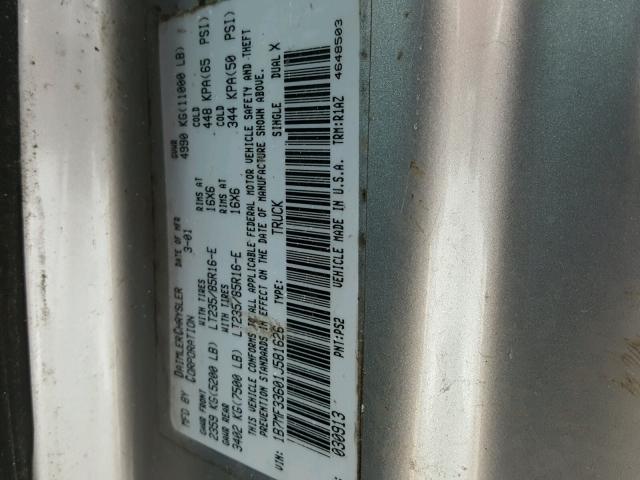 DAIMLERCHRYSLER CORPORATION
DATE OF MFR 3-01
GVWR 4990 KG(11000 LB)
GAWR FRONT WITH TIRES RIMS AT COLD
2359 KG(5200 LB) LT235/85R16-E 16X6 448 KPA(65 PSI)
GAWR REAR WITH TIRES RIMS AT COLD
3402 KG(7500 LB) LT235/85R16-E 16X6 344 KPA(50 PSI)
THIS VEHICLE CONFORMS TO ALL APPLICABLE FEDERAL MOTOR VEHICLE SAFETY AND THEFT
PREVENTION STANDARDS IN EFFECT ON THE DATE OF MANUFACTURE SHOWN ABOVE.
VIN: 1B7MF33601J581626 TYPE: TRUCK SINGLE DUAL X
030913 PNT:PS2 VEHICLE MADE IN U.S.A. TRM:R1AZ 4648503